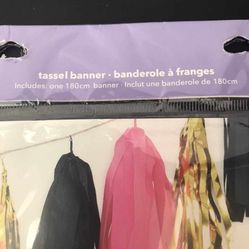 tassel banner • banderole à franges
Includes: one 180cm banner • Inclut une banderole de 180cm